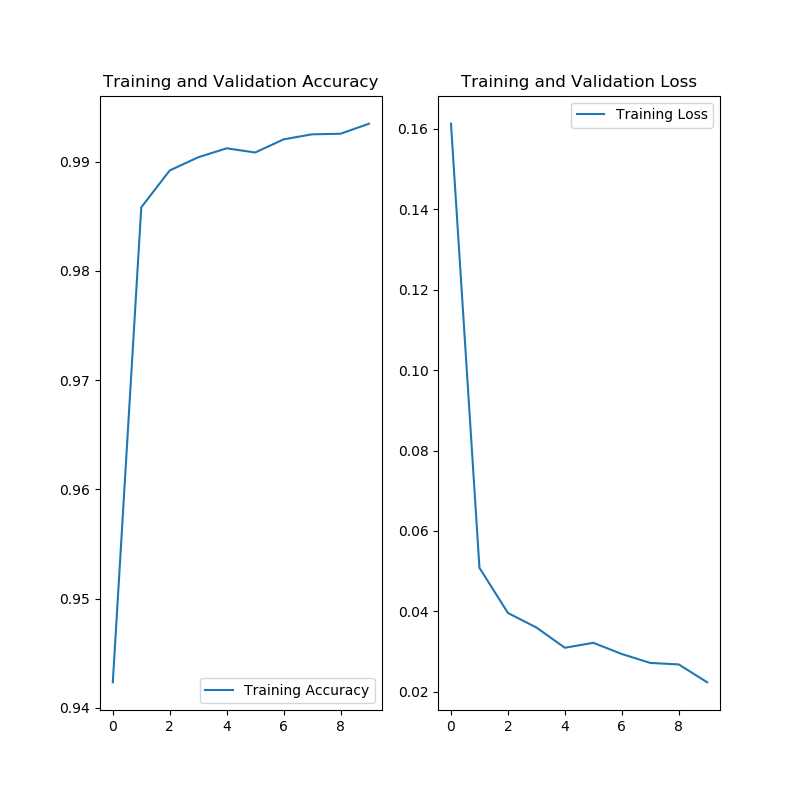 Training and Validation Accuracy
0.99
0.98
0.97
0.96
0.95
0.94
0 2 4 6 8
Training Accuracy
Training and Validation Loss
0.16
0.14
0.12
0.10
0.08
0.06
0.04
0.02
0 2 4 6 8
Training Loss